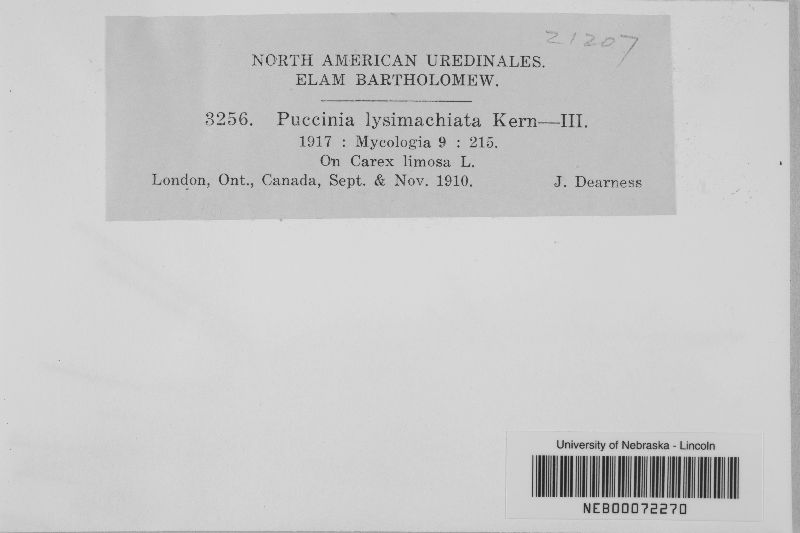 21207
NORTH AMERICAN UREDINALES.
ELAM BARTHOLOMEW.
3256. Puccinia lysimachiata Kern—III.
1917 : Mycologia 9 : 215.
On Carex limosa L.
London, Ont., Canada, Sept. & Nov. 1910. J. Dearness
University of Nebraska - Lincoln
NEB00072270